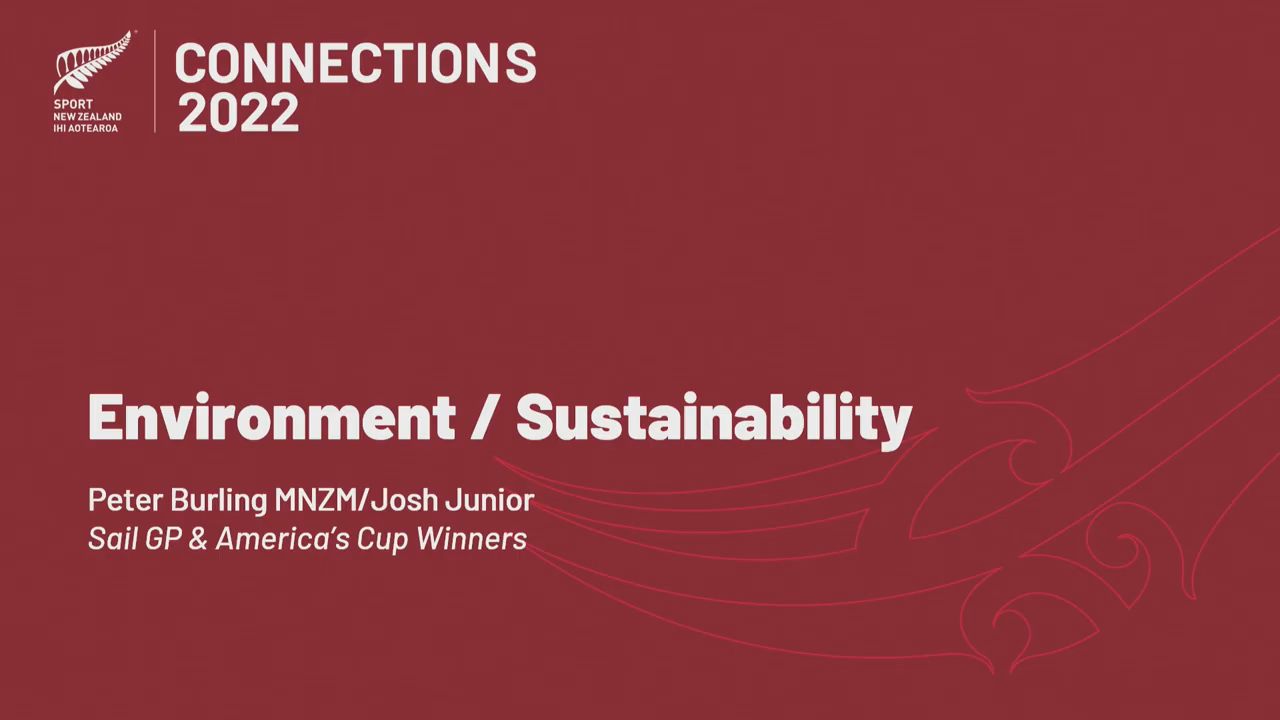 SPORT
NEW ZEALAND
IHI AOTEAROA
CONNECTIONS
2022
Environment / Sustainability
Peter Burling MNZM/Josh Junior
Sail GP & America's Cup Winners